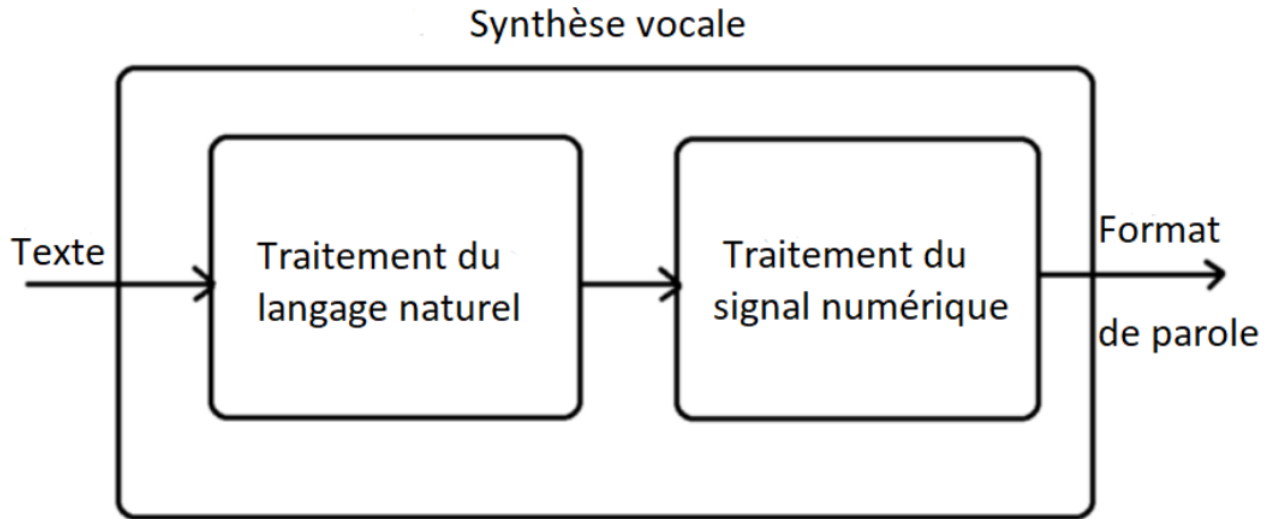 Synthèse vocale
Texte
Traitement du
langage naturel
Traitement du
signal numérique
Format
de parole